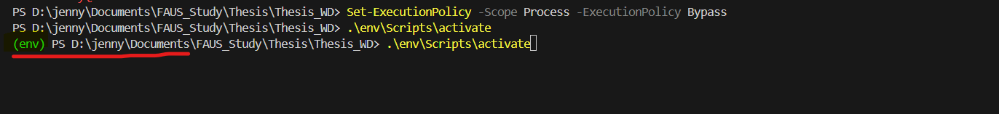 PS D:\jenny\Documents\FAUS_Study\Thesis\Thesis_WD> Set-ExecutionPolicy -Scope Process -ExecutionPolicy Bypass
PS D:\jenny\Documents\FAUS_Study\Thesis\Thesis_WD> .\env\Scripts\activate
(env) PS D:\jenny\Documents\FAUS_Study\Thesis\Thesis_WD> .\env\Scripts\activate